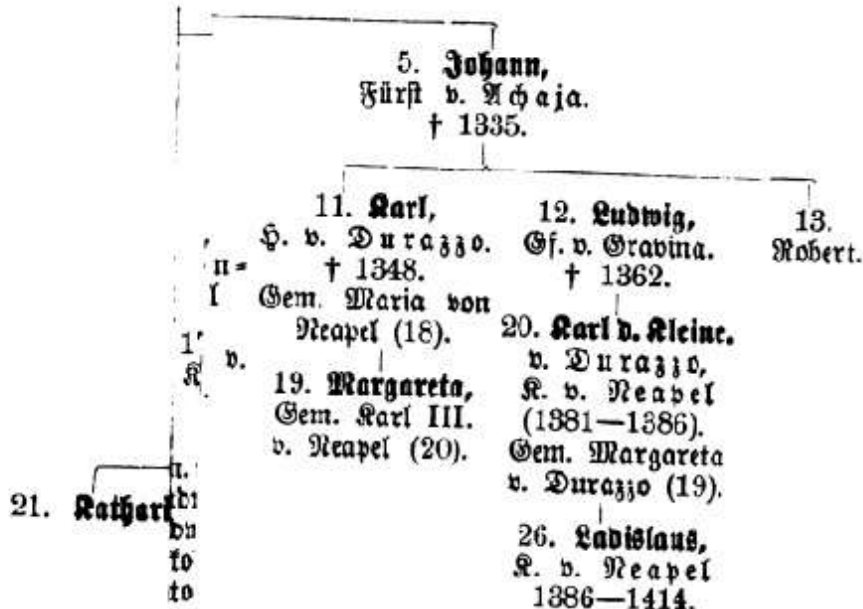 5. Johann,
Fürst v. Achaja.
† 1335.
11. Karl,
H. v. Durazzo.
† 1348.
Gem. Maria von
Neapel (18).
12. Ludwig,
Gf. v. Gravina.
† 1362.
13.
Robert.
19. Margareta,
Gem. Karl III.
v. Neapel (20).
20. Karl d. Kleine.
v. Durazzo,
K. v. Neapel
(1381—1386).
Gem. Margareta
v. Durazzo (19).
26. Ladislaus,
K. v. Neapel
1386—1414.
v.
21. Kathari